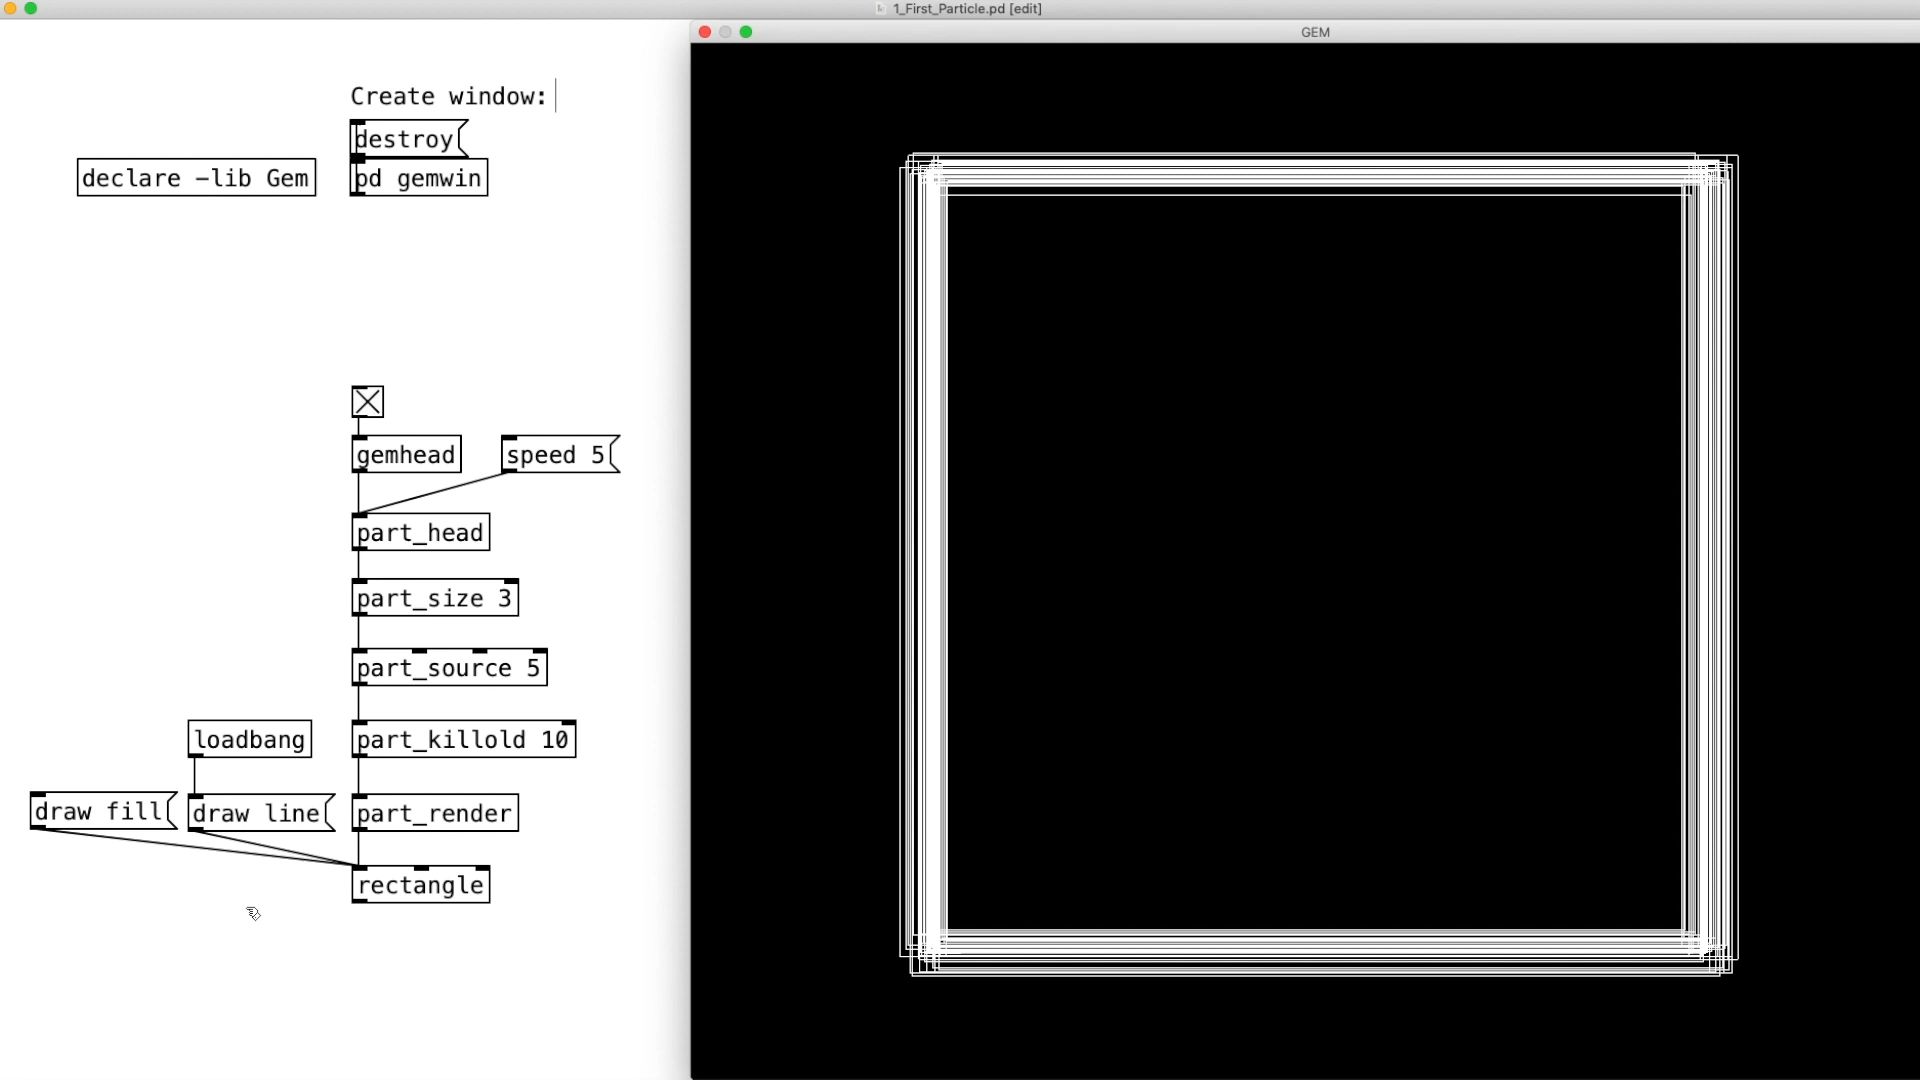 1_First_Particle.pd [edit]
GEM
Create window:
destroy
declare -lib Gem
pd gemwin
gemhead
speed 5
part_head
part_size 3
part_source 5
loadbang
part_killold 10
draw fill
draw line
part_render
rectangle